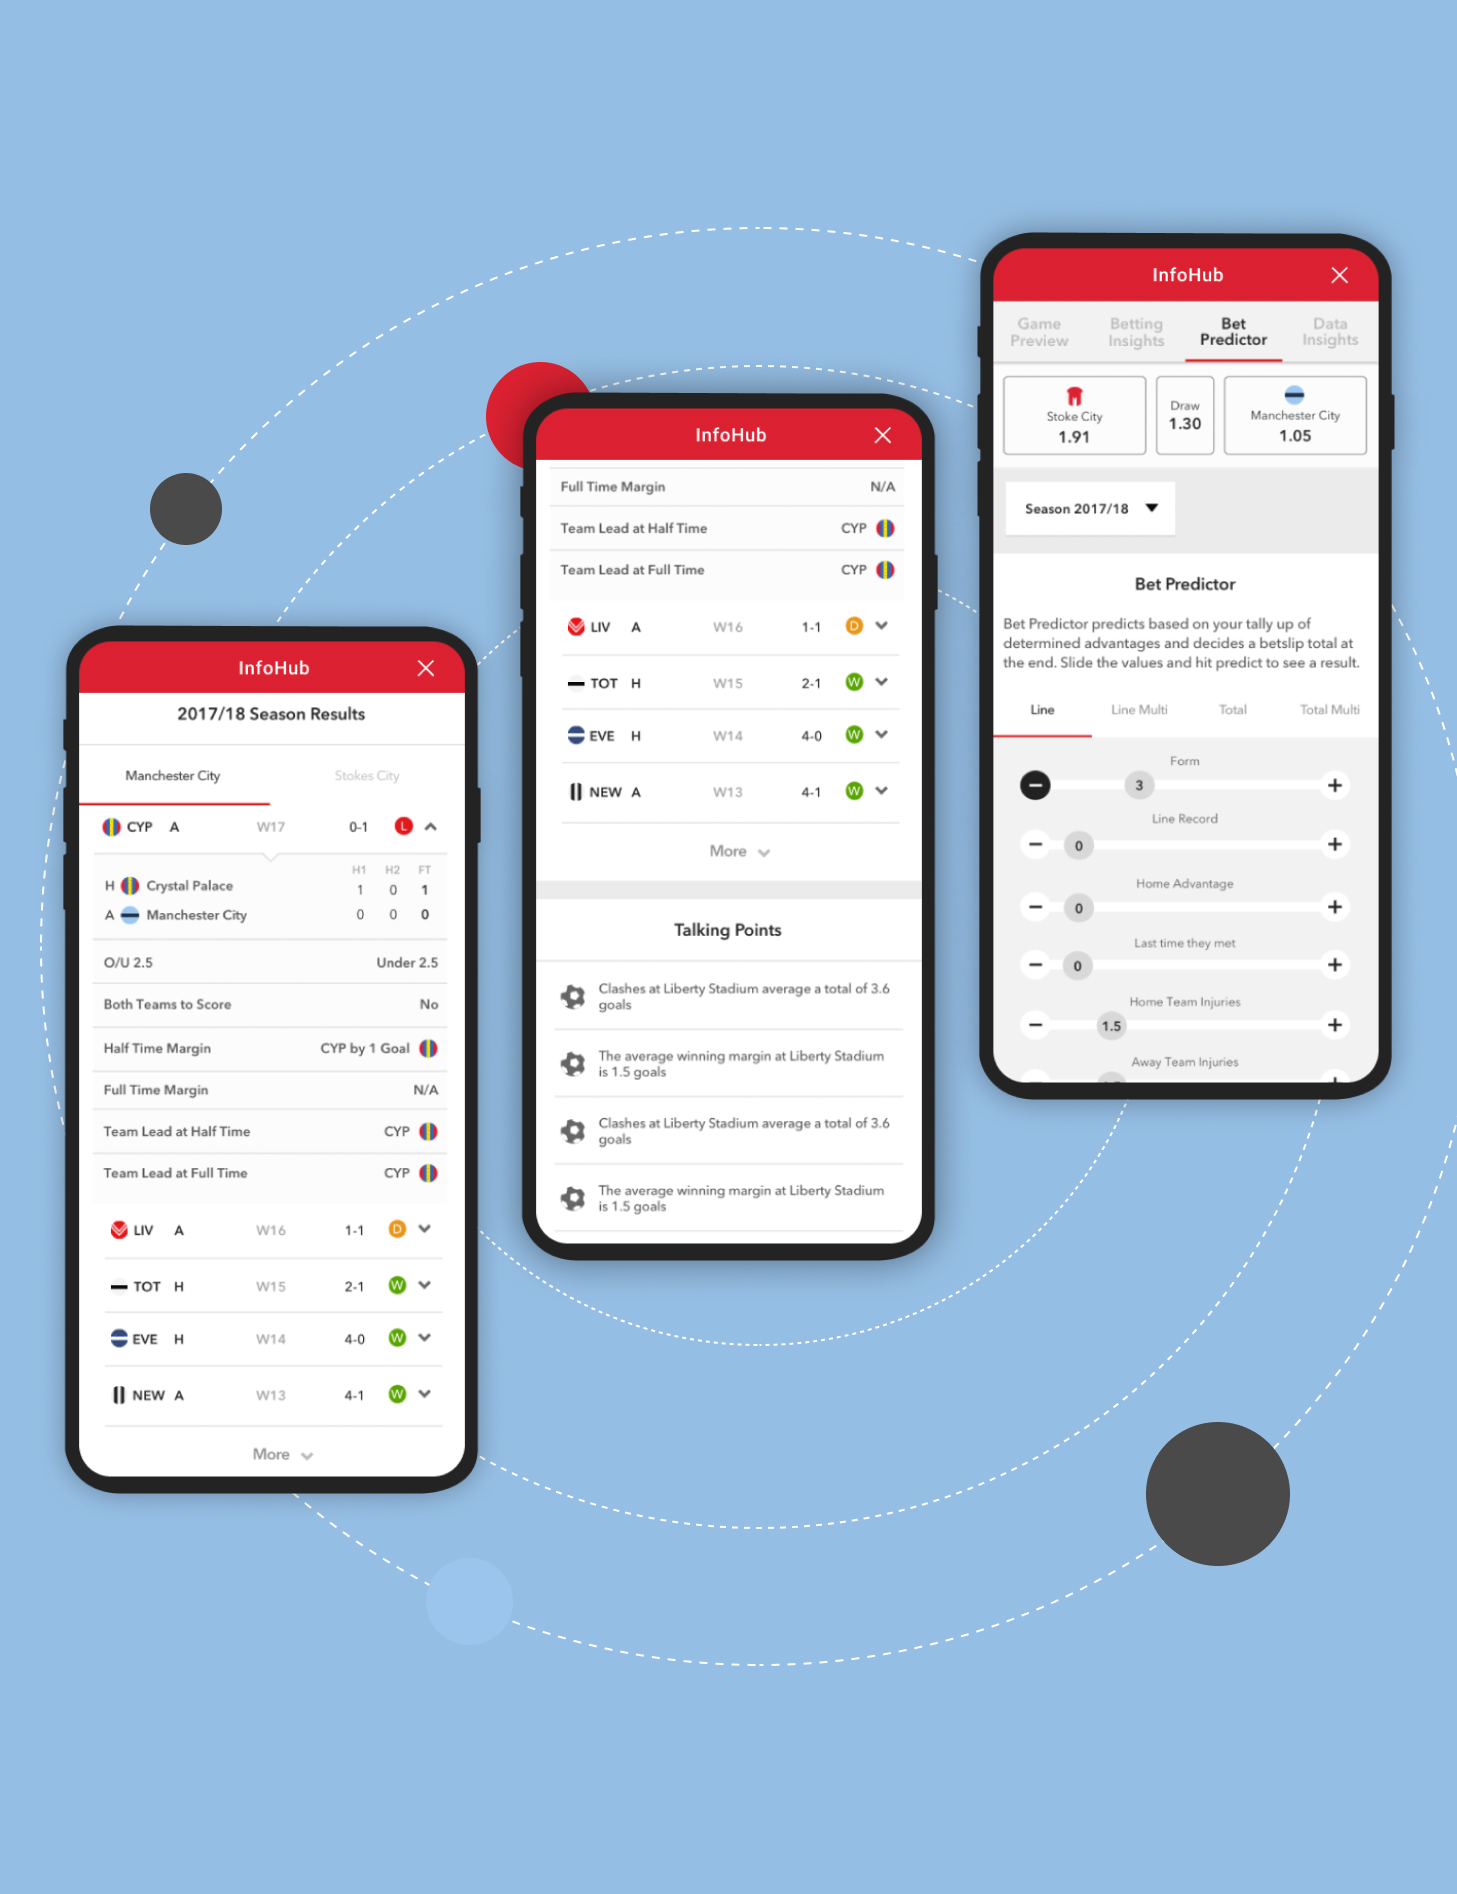 InfoHub
2017/18 Season Results
Manchester City Stokes City
CYP A W17 0-1 L
H1 H2 FT
H Crystal Palace 1 0 1
A Manchester City 0 0 0
O/U 2.5 Under 2.5
Both Teams to Score No
Half Time Margin CYP by 1 Goal
Full Time Margin N/A
Team Lead at Half Time CYP
Team Lead at Full Time CYP
LIV A W16 1-1 D
TOT H W15 2-1 W
EVE H W14 4-0 W
NEW A W13 4-1 W
More
InfoHub
Full Time Margin N/A
Team Lead at Half Time CYP
Team Lead at Full Time CYP
LIV A W16 1-1 D
TOT H W15 2-1 W
EVE H W14 4-0 W
NEW A W13 4-1 W
More
Talking Points
Clashes at Liberty Stadium average a total of 3.6
goals
The average winning margin at Liberty Stadium
is 1.5 goals
Clashes at Liberty Stadium average a total of 3.6
goals
The average winning margin at Liberty Stadium
is 1.5 goals
InfoHub
Game Betting Bet Data
Preview Insights Predictor Insights
Stoke City Draw Manchester City
1.91 1.30 1.05
Season 2017/18
Bet Predictor
Bet Predictor predicts based on your tally up of
determined advantages and decides a betslip total at
the end. Slide the values and hit predict to see a result.
Line Line Multi Total Total Multi
Form
3
Line Record
0
Home Advantage
0
Last time they met
0
Home Team Injuries
1.5
Away Team Injuries